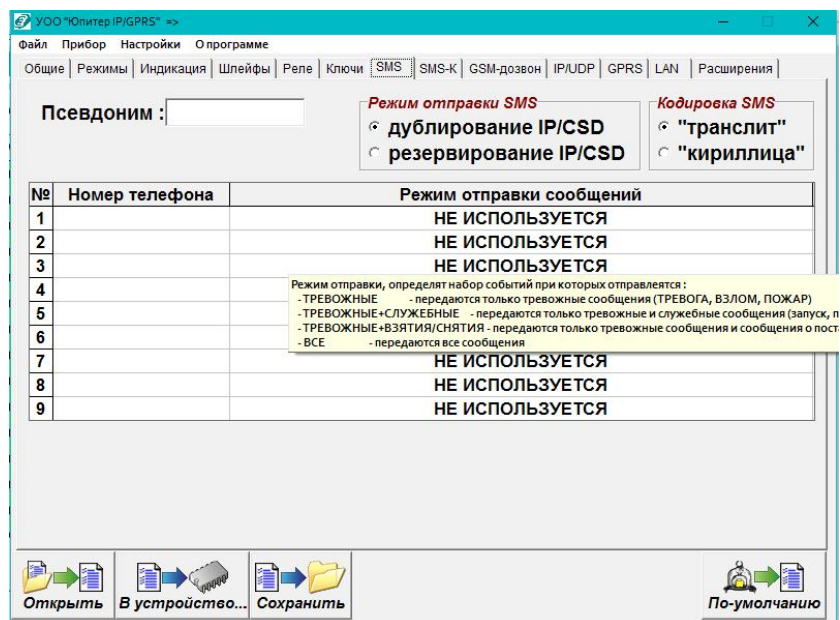 УОО "Юпитер IP/GPRS" =>
Файл Прибор Настройки О программе
Общие Режимы Индикация Шлейфы Реле Ключи SMS SMS-K GSM-дозвон IP/UDP GPRS LAN Расширения
Псевдоним :
Режим отправки SMS
дублирование IP/CSD
резервирование IP/CSD
Кодировка SMS
"транслит"
"кириллица"
№ Номер телефона Режим отправки сообщений
1 НЕ ИСПОЛЬЗУЕТСЯ
2 НЕ ИСПОЛЬЗУЕТСЯ
3 НЕ ИСПОЛЬЗУЕТСЯ
4
5
6
Режим отправки, определят набор событий при которых отправляется :
- ТРЕВОЖНЫЕ - передаются только тревожные сообщения (ТРЕВОГА, ВЗЛОМ, ПОЖАР)
- ТРЕВОЖНЫЕ+СЛУЖЕБНЫЕ - передаются только тревожные и служебные сообщения (запуск, п
- ТРЕВОЖНЫЕ+ВЗЯТИЯ/СНЯТИЯ - передаются только тревожные сообщения и сообщения о пост
- ВСЕ - передаются все сообщения
7 НЕ ИСПОЛЬЗУЕТСЯ
8 НЕ ИСПОЛЬЗУЕТСЯ
9 НЕ ИСПОЛЬЗУЕТСЯ
Открыть В устройство... Сохранить По-умолчанию